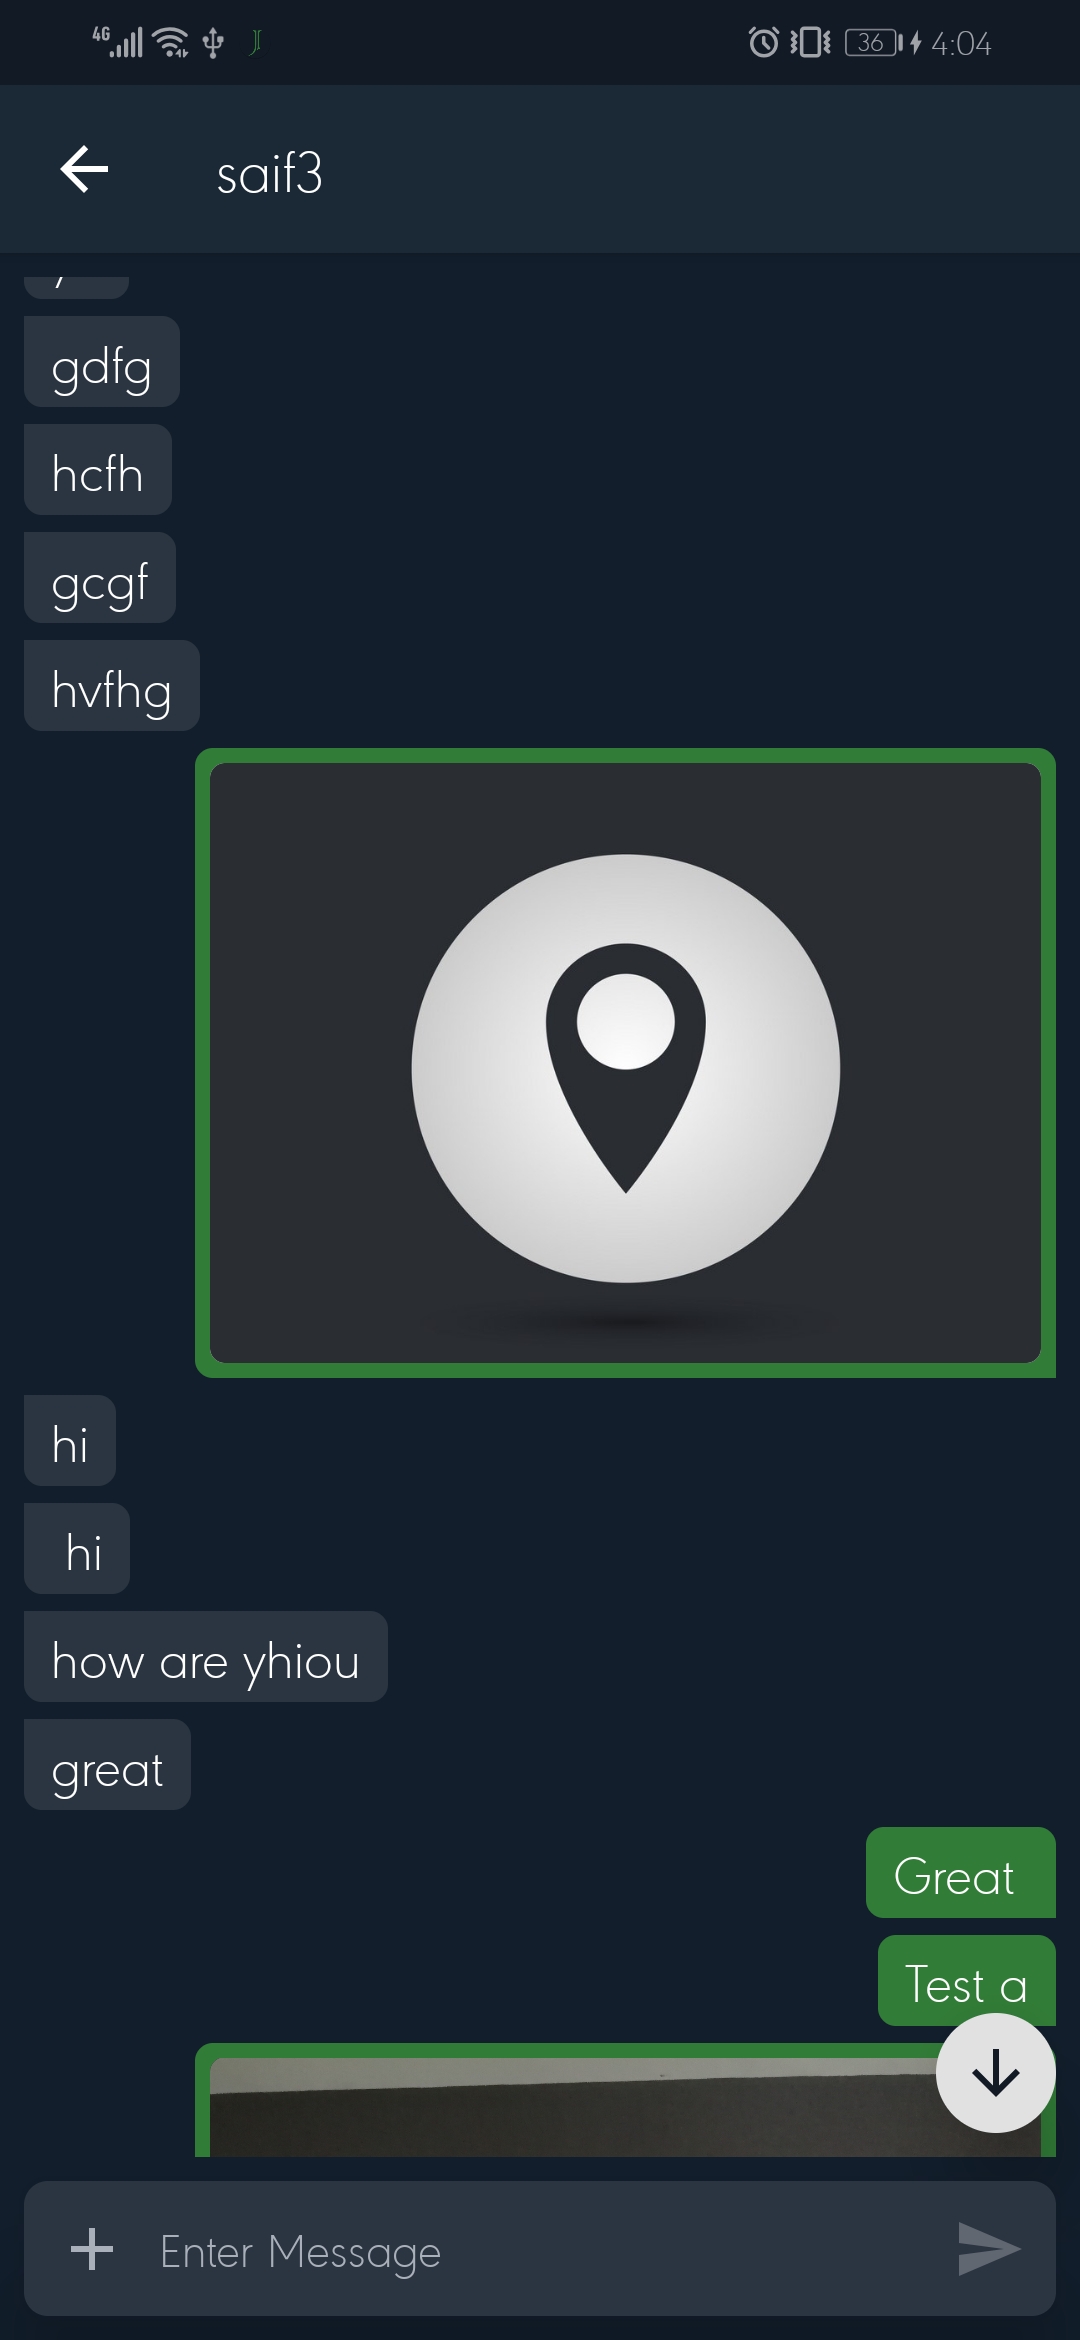 4G
36
4:04
saif3
gdfg
hcfh
gcgf
hvfhg
hi
hi
how are yhiou
great
Great
Test a
Enter Message